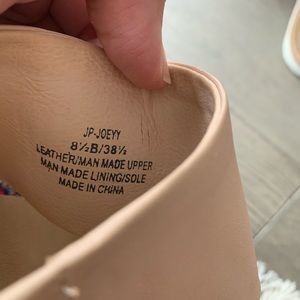 JP-JOEYY
8½B/38½
LEATHER/MAN MADE UPPER
MAN MADE LINING/SOLE
MADE IN CHINA